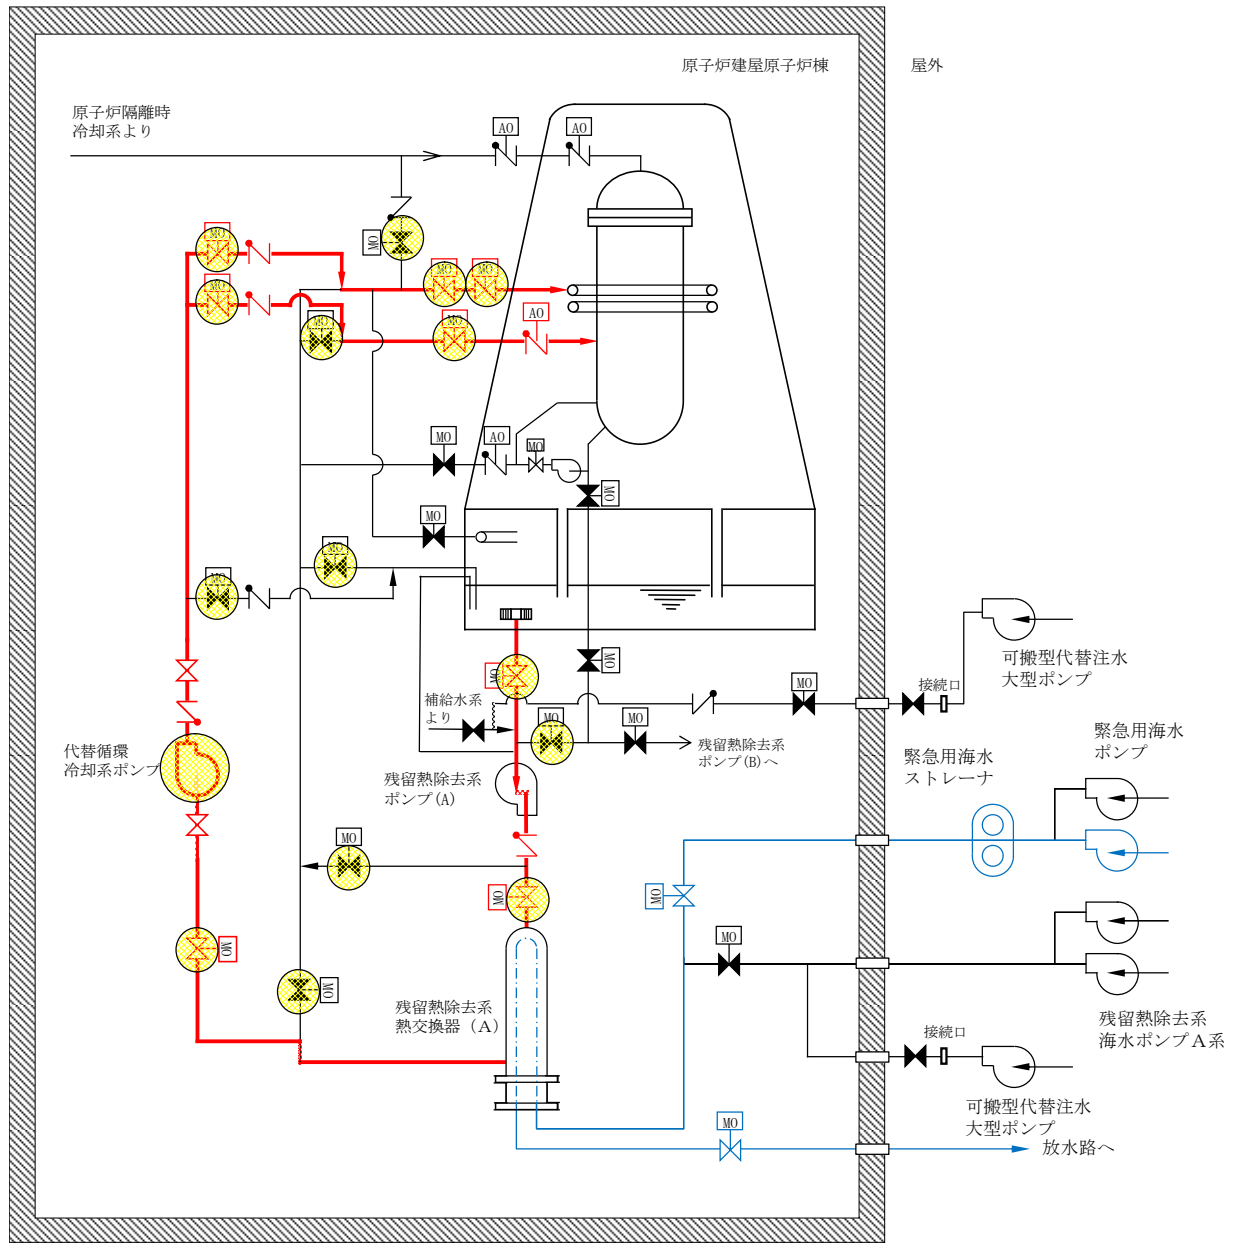 原子炉建屋原子炉棟
屋外
原子炉隔離時
冷却系より
AO
AO
MO
MO
MO
MO
MO
MO
MO
AO
MO
MO
AO
MO
MO
MO
MO
MO
MO
MO
補給水系
より
MO
MO
MO
接続口
可搬型代替注水
大型ポンプ
残留熱除去系
ポンプ(B)へ
代替循環
冷却系ポンプ
残留熱除去系
ポンプ(A)
緊急用海水
ストレーナ
緊急用海水
ポンプ
MO
MO
MO
MO
MO
MO
残留熱除去系
熱交換器（A）
接続口
残留熱除去系
海水ポンプA系
可搬型代替注水
大型ポンプ
MO
放水路へ